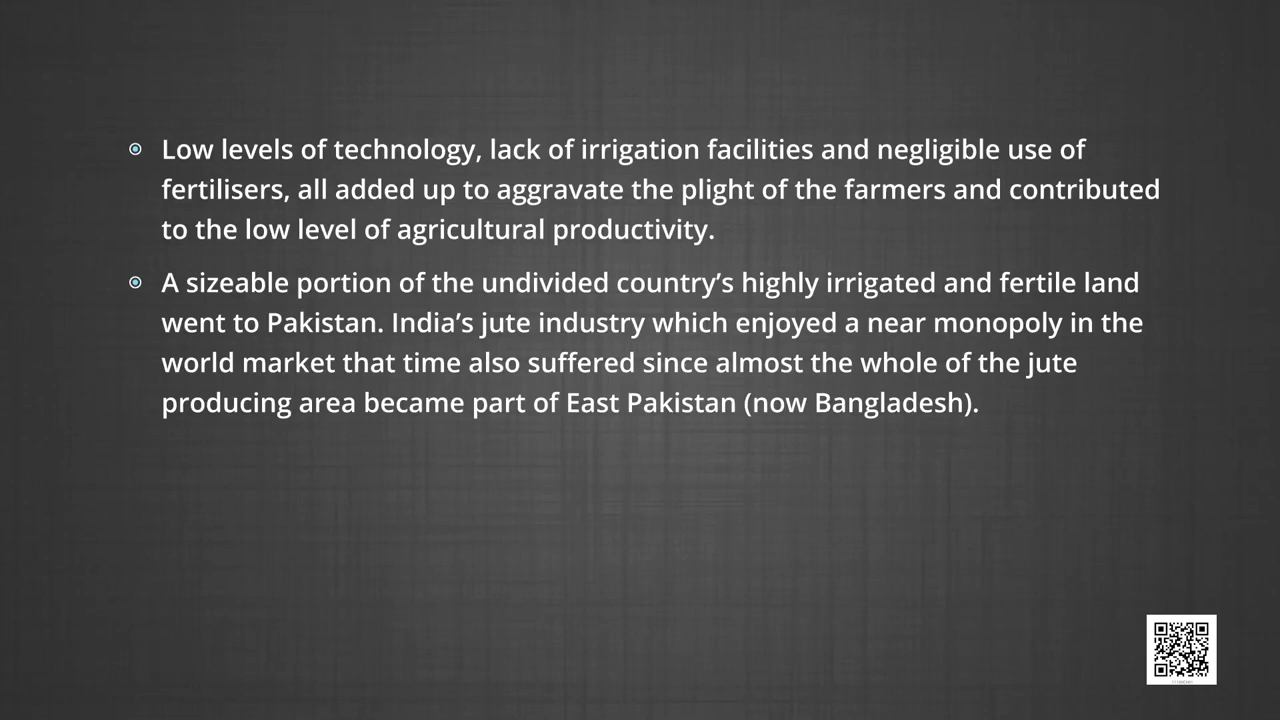 Low levels of technology, lack of irrigation facilities and negligible use of
fertilisers, all added up to aggravate the plight of the farmers and contributed
to the low level of agricultural productivity.
A sizeable portion of the undivided country’s highly irrigated and fertile land
went to Pakistan. India’s jute industry which enjoyed a near monopoly in the
world market that time also suffered since almost the whole of the jute
producing area became part of East Pakistan (now Bangladesh).